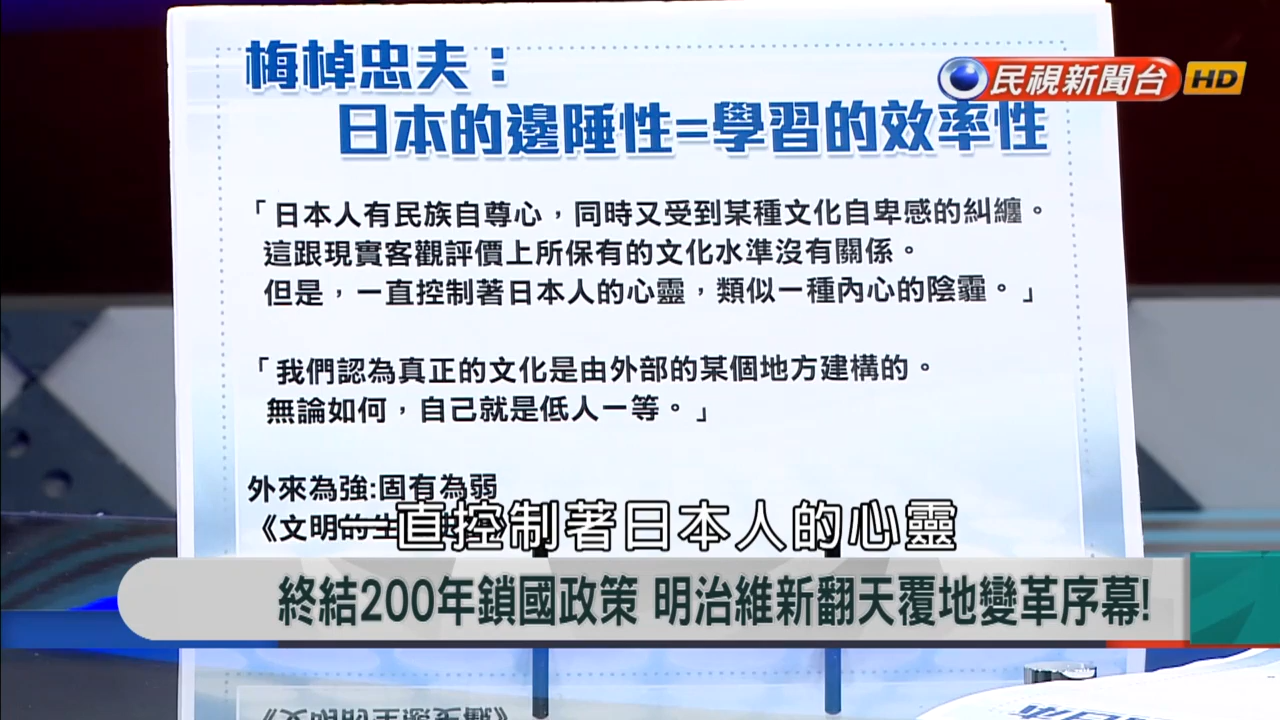 梅棹忠夫：
日本的邊陲性=學習的效率性
民視新聞台 HD
「日本人有民族自尊心，同時又受到某種文化自卑感的糾纏。
這跟現實客觀評價上所保有的文化水準沒有關係。
但是，一直控制著日本人的心靈，類似一種內心的陰霾。」
「我們認為真正的文化是由外部的某個地方建構的。
無論如何，自己就是低人一等。」
外來為強:固有為弱
《文明的生
一直控制著日本人的心靈
終結200年鎖國政策 明治維新翻天覆地變革序幕!